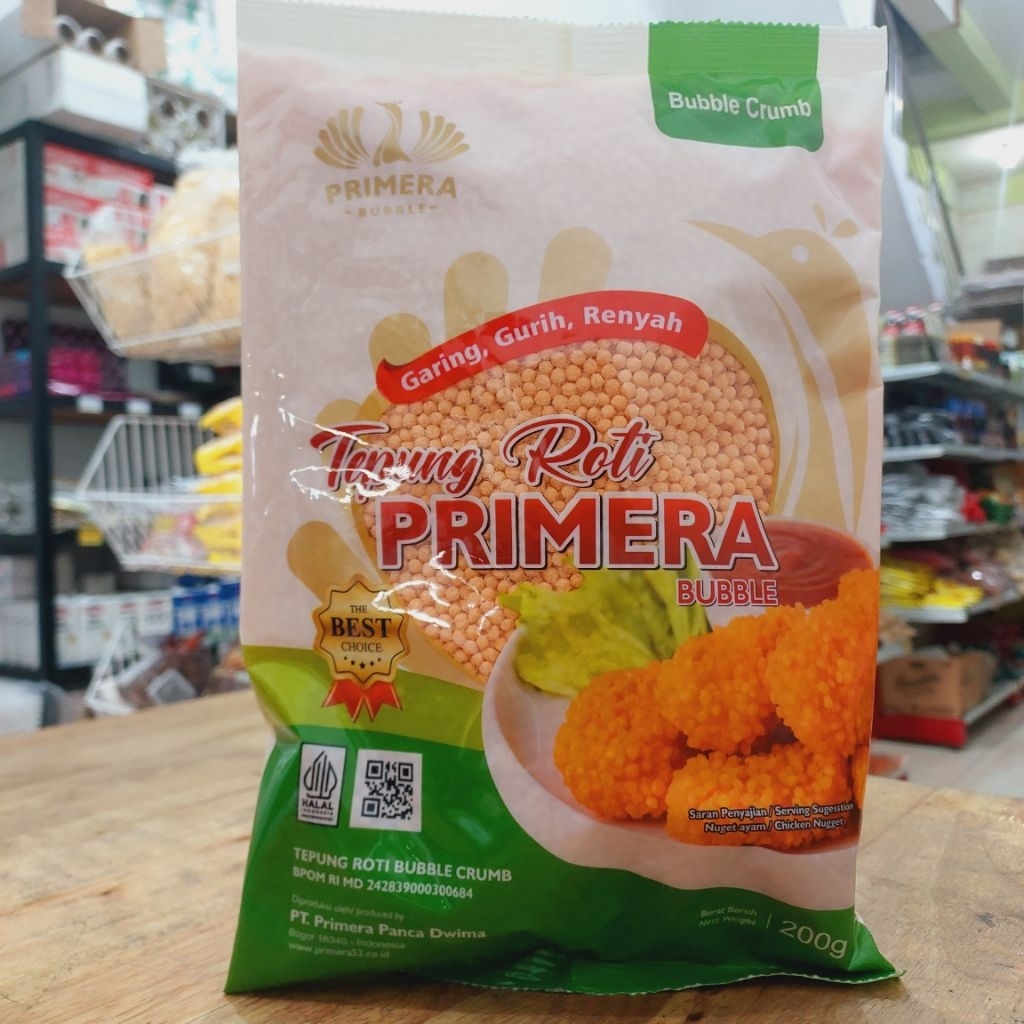 Bubble Crumb
PRIMERA
- BUBBLE -
Garing, Gurih, Renyah
Tepung Roti
PRIMERA
BUBBLE
THE
BEST
CHOICE
HALAL
INDONESIA
Saran Penyajian / Serving Sugesstion
Nuget ayam / Chicken Nugget
TEPUNG ROTI BUBBLE CRUMB
BPOM RI MD 242839000300684
Diproduksi oleh/ produced by
PT. Primera Panca Dwima
Bogor 16340 - Indonesia
www.primera52.co.id
Berat Bersih
Nett Weight
200g